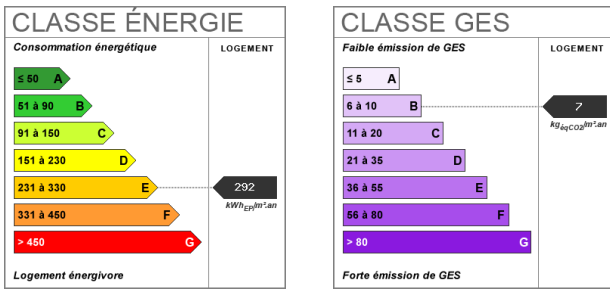 CLASSE ÉNERGIE
Consommation énergétique
LOGEMENT
≤ 50 A
51 à 90 B
91 à 150 C
151 à 230 D
231 à 330 E
292
kWhEP/m².an
331 à 450 F
> 450 G
Logement énergivore
CLASSE GES
Faible émission de GES
LOGEMENT
≤ 5 A
6 à 10 B
7
kgéqCO2/m².an
11 à 20 C
21 à 35 D
36 à 55 E
56 à 80 F
> 80 G
Forte émission de GES